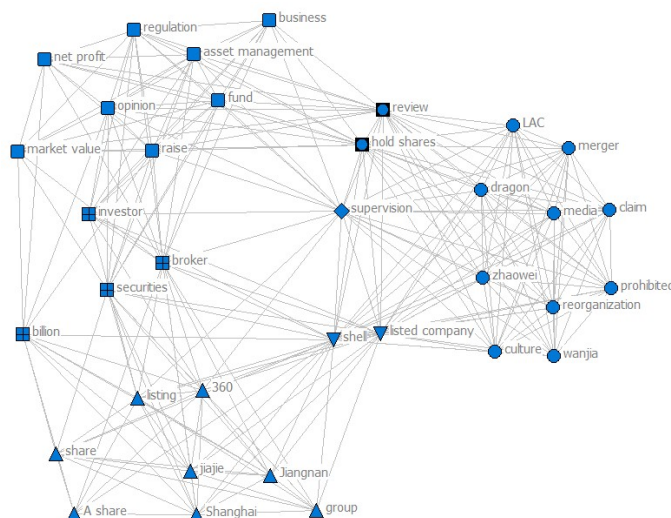 business
regulation
asset management
net profit
fund
opinion
review
LAC
hold shares
merger
market value
raise
dragon
investor
supervision
media
claim
broker
zhaowei
securities
prohibited
reorganization
billion
shell
listed company
culture
wanjia
360
listing
share
jiajie
Jiangnan
A share
Shanghai
group